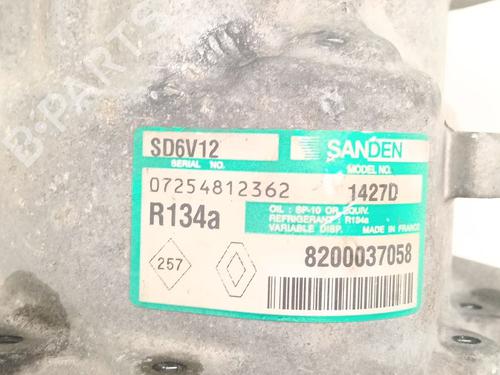 B-PARTS
SD6V12
SANDEN
SERIAL NO.
MODEL NO.
07254812362
1427D
R134a
OIL : SP-10 OR EQUIV.
REFRIGERANT : R134a
VARIABLE DISP. MADE IN FRANCE
257
8200037058